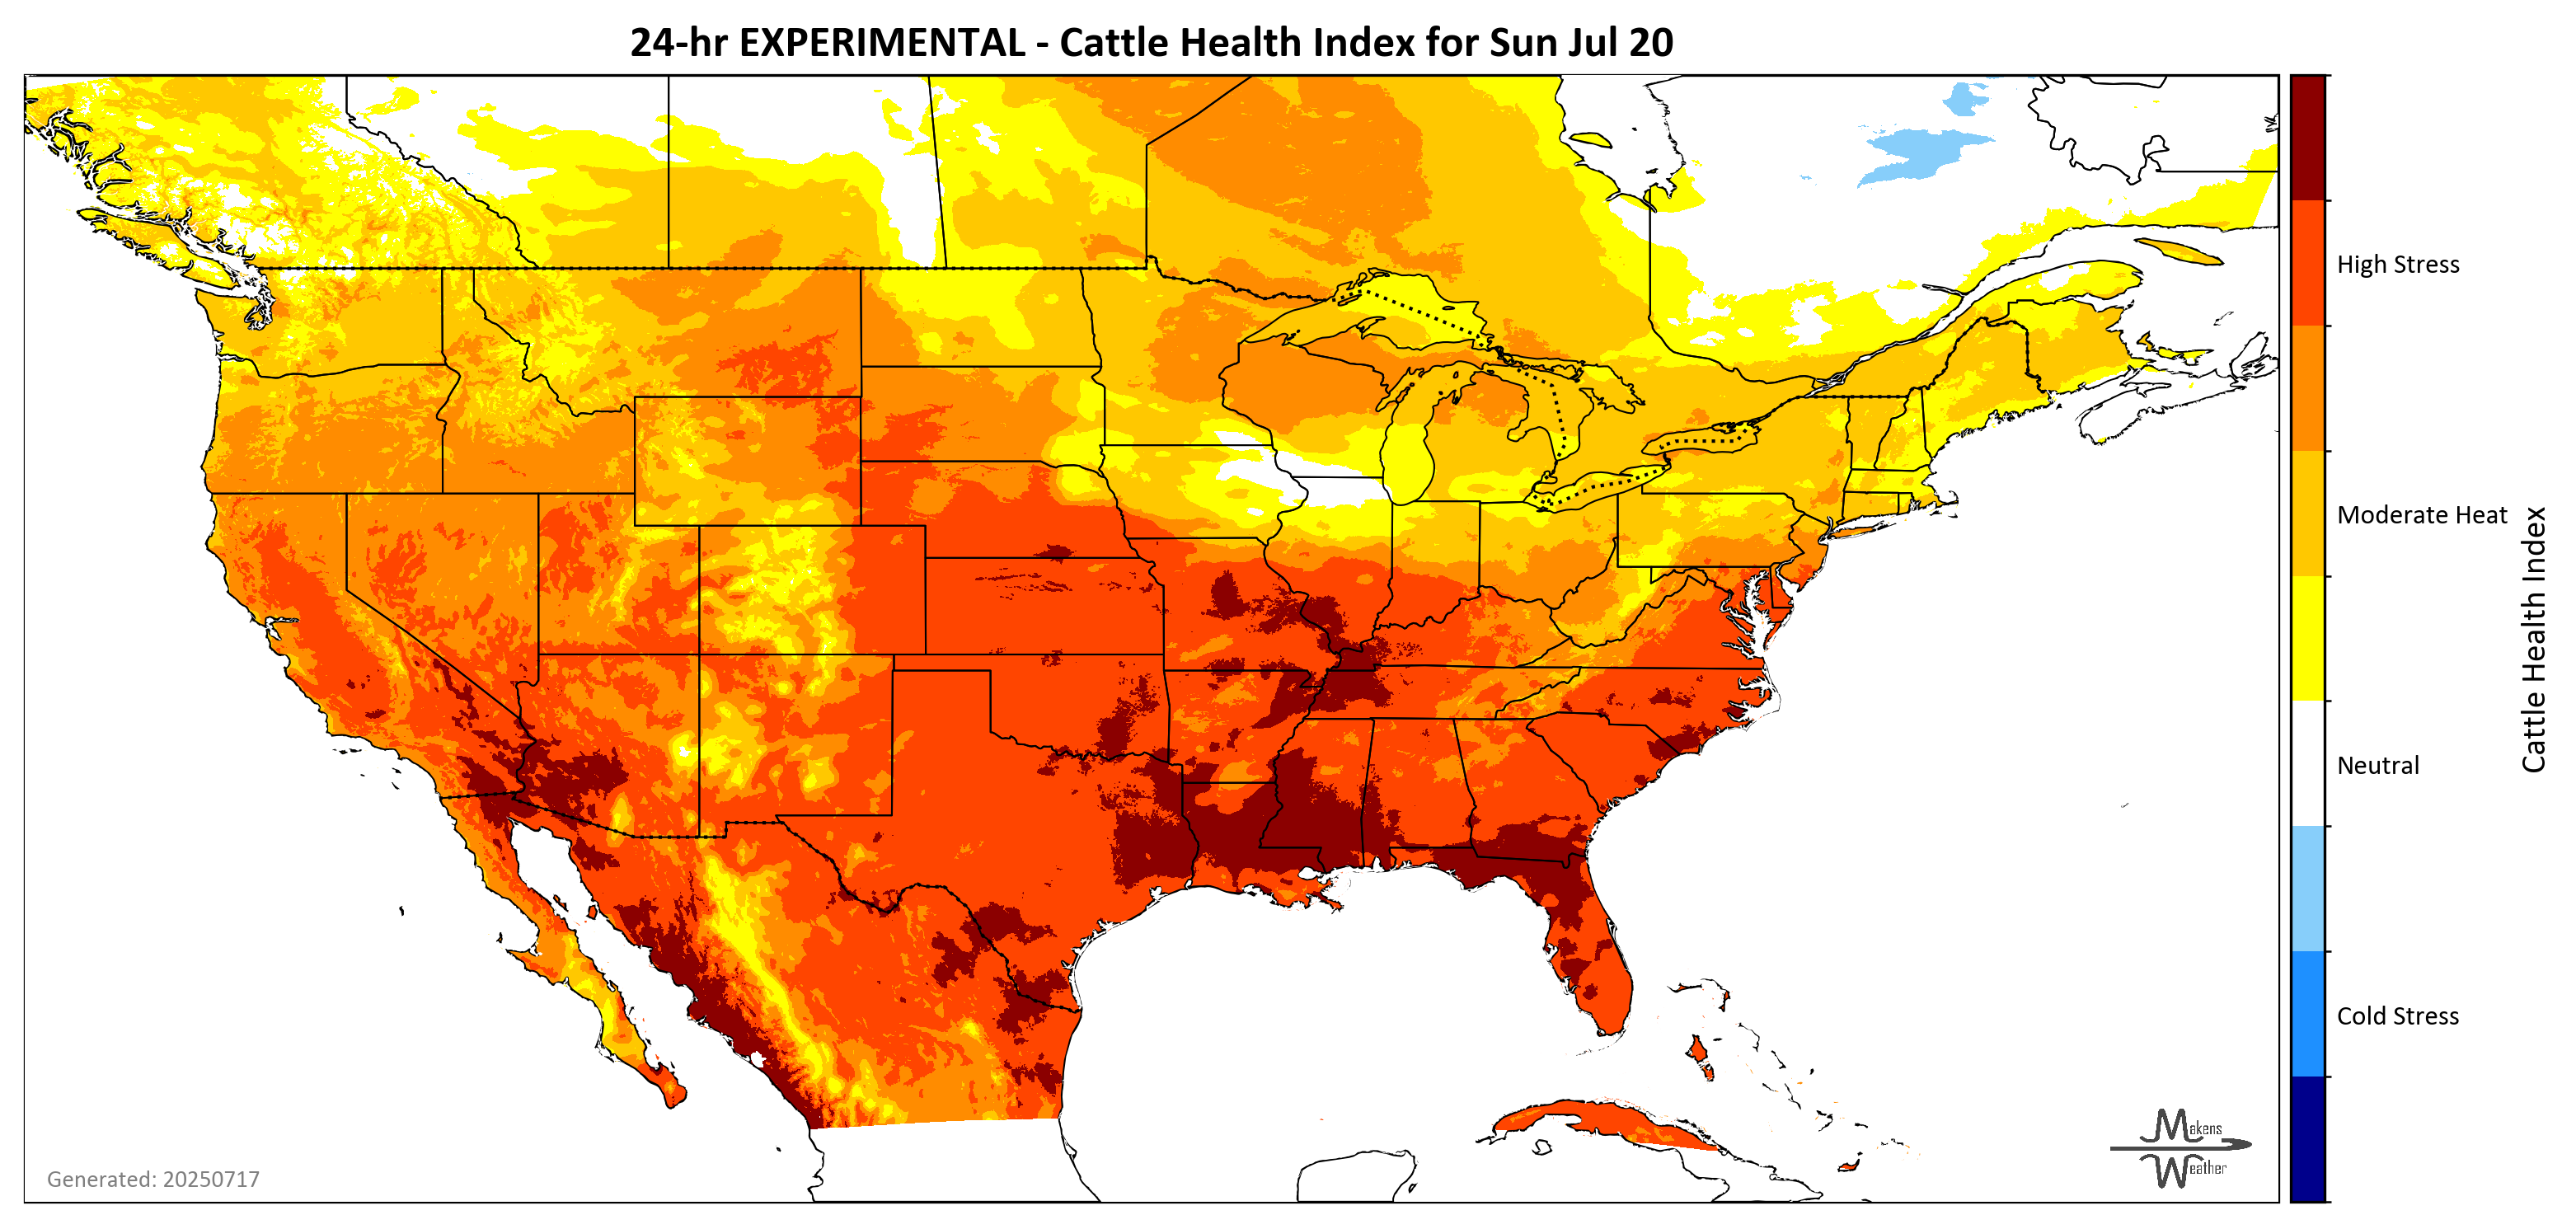 24-hr EXPERIMENTAL - Cattle Health Index for Sun Jul 20
High Stress
Moderate Heat
Neutral
Cold Stress
Cattle Health Index
Generated: 20250717
Makens
Weather